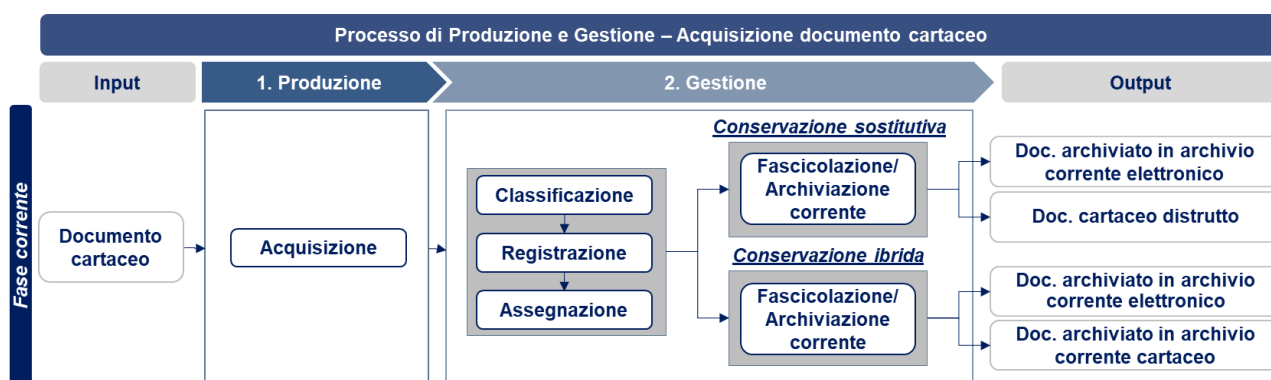 Processo di Produzione e Gestione – Acquisizione documento cartaceo
Input
1. Produzione
2. Gestione
Output
Fase corrente
Documento
cartaceo
Acquisizione
Classificazione
Registrazione
Assegnazione
Conservazione sostitutiva
Fascicolazione/
Archiviazione
corrente
Conservazione ibrida
Fascicolazione/
Archiviazione
corrente
Doc. archiviato in archivio
corrente elettronico
Doc. cartaceo distrutto
Doc. archiviato in archivio
corrente elettronico
Doc. archiviato in archivio
corrente cartaceo